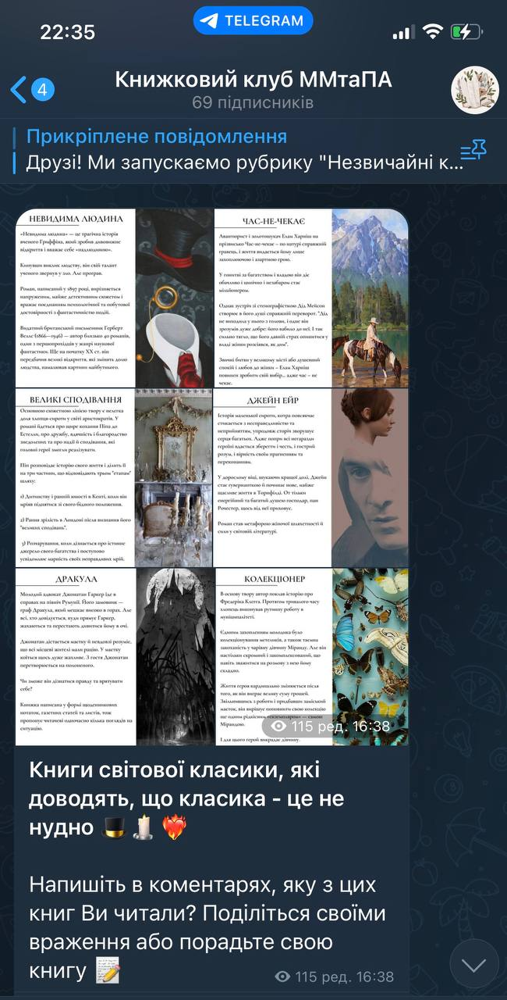 22:35
TELEGRAM
4
Книжковий клуб ММтаПА
69 підписників
Прикріплене повідомлення
Друзі! Ми запускаємо рубрику "Незвичайні к...
НЕВИДИМА ЛЮДИНА
«Невидима людина» — це трагічна історія
вченого Гріффіна, який зробив дивовижне
відкриття і вважає себе «надлюдиною».
Кинувши виклик людству, він свій талант
ученого звернув у зло. Але програв.
Роман, написаний у 1897 році, вирізняється
напруженим, майже детективним сюжетом і
вражає поєднанням психологічної та побутової
достовірності з фантастичністю подій.
Видатний британський письменник Герберт
Веллс (1866—1946) — автор близько 40 романів,
один з першопрохідців у жанрі наукової
фантастики. Ще на початку XX ст. він
передбачив великі відкриття, які змінять долю
людства, намалював картини майбутнього.
ЧАС-НЕ-ЧЕКАЄ
Авантюрист і золотошукач Елам Харніш на
прізвисько Час-не-чекає – по натурі справжній
гравець, і життя видається йому лише
захоплюючою і азартною грою.
У гонитві за багатством і владою він діє
обачливо і цинічно і незабаром стає
мільйонером.
Однак зустріч зі стенографісткою Дід Мейсон
створює в його душі справжній переворот. "Дід
не виходила у нього з голови, і одне він
зрозумів дуже добре: його вабило до неї. І так
сильно тягло, що його давній страх опинитися у
владі жінки розсіявся, як дим".
Звичні битви у великому місті або душевний
спокій і любов до жінки – Елам Харніш
повинен зробити свій вибір... адже час – не
чекає.
ВЕЛИКІ СПОДІВАННЯ
Основною сюжетною лінією твору є нелегка
доля хлопця-сироти у світі аристократів. У
романі йдеться про щире кохання Піпа до
Естелли, про дружбу, вдячність і благородство
знедолених та про надії й сподівання, які
головні герої змогли реалізувати.
Піп розповідає історію свого життя і ділить її
на три частини, що відповідають трьом "етапам"
шляху:
1) Дитинству і ранній юності в Кенті, коли він
мріяв піднятися зі свого бідного положення.
2) Рання зрілість в Лондоні після визнання його
"великих сподівань".
3) Розчарування, коли дізнається про істинне
джерело свого багатства і поступово
усвідомлює марність своїх неправдивих мрій.
ДЖЕЙН ЕЙР
Історія маленької сироти, котра повсякчас
стикається з несправедливістю та
неприйняттям, упродовж сторіч зворушує
серця багатьох. Адже попри всі негаразди
героїні вдається зберегти і честь, і гострий
розум, і вірність своїм прагненням та
переконанням.
У дорослому віці, шукаючи кращої долі, Джейн
стає гувернанткою й починає нове, майже
щасливе життя в Торнфілді. От тільки
енергійний та багатий душею господар, пан
Рочестер, щось від неї приховує.
Роман став метафорою жіночої шляхетності й
сили у світовій літературі.
ДРАКУЛА
Молодий адвокат Джонатан Гаркер їде в
справах на північ Румунії. Його замовник —
граф Дракула, який мешкає високо в горах. Але
всі, хто довідується, куди прямує Гаркер,
жахаються та перестають дивитися йому в очі.
Джонатан дістається маєтку й невдовзі розуміє,
що всі місцеві жителі мали рацію. У маєтку
коїться щось дуже жахливе. З гостя Джонатан
перетворюється на полоненого.
Чи зможе він дізнатися правду та врятувати
себе?
Книжка написана у формі щоденникових
нотаток, газетних статей та листів, тож
пропонує читачеві одночасно кілька поглядів на
ситуацію.
КОЛЕКЦІОНЕР
В основу твору автор поклав історію про
Фредеріка Клегга. Протягом тривалого часу
хлопець виконував рутинну роботу в
муніципалітеті.
Єдиним захопленням молодика було
колекціонування метеликів, а також таємна
закоханість у чарівну дівчину Міранду. Але він
настільки скромний і закомплексований, що
навіть зважитися на розмову з нею йому
складно.
Життя героя кардинально змінюється після
того, як він виграє велику суму грошей.
Звільнившись з роботи і придбавши заміський
маєток, він вирішує поповнити свою колекцію
ще одним рідкісним «екземпляром» — самою
Мірандою.
І для цього герой викрадає дівчину.
115 ред. 16:38
Книги світової класики, які
доводять, що класика - це не
нудно 🎩🕯️❤️‍🔥
Напишіть в коментарях, яку з цих
книг Ви читали? Поділіться своїми
враження або порадьте свою
книгу 📝
115 ред. 16:38